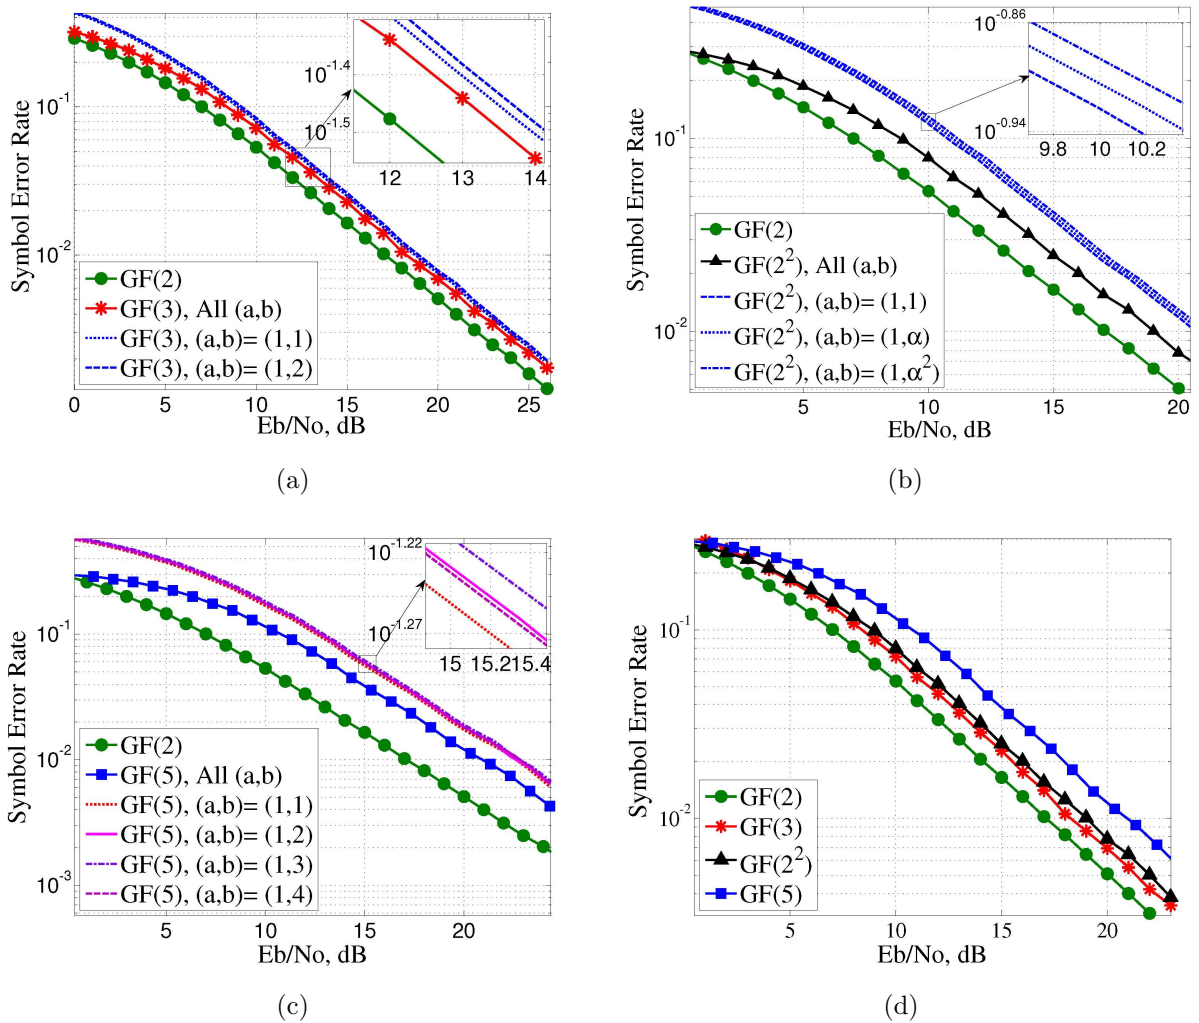 10^-1
10^-2
Symbol Error Rate
0
5
10
15
20
25
Eb/No, dB
10^-1.4
10^-1.5
12
13
14
GF(2)
GF(3), All (a,b)
GF(3), (a,b)= (1,1)
GF(3), (a,b)= (1,2)
(a)
10^-1
10^-2
Symbol Error Rate
5
10
15
20
Eb/No, dB
10^-0.86
10^-0.94
9.8
10
10.2
GF(2)
GF(2^2), All (a,b)
GF(2^2), (a,b)= (1,1)
GF(2^2), (a,b)= (1,α)
GF(2^2), (a,b)= (1,α^2)
(b)
10^-1
10^-2
10^-3
Symbol Error Rate
5
10
15
20
Eb/No, dB
10^-1.22
10^-1.27
15
15.2
15.4
GF(2)
GF(5), All (a,b)
GF(5), (a,b)= (1,1)
GF(5), (a,b)= (1,2)
GF(5), (a,b)= (1,3)
GF(5), (a,b)= (1,4)
(c)
10^-1
10^-2
Symbol Error Rate
5
10
15
20
Eb/No, dB
GF(2)
GF(3)
GF(2^2)
GF(5)
(d)